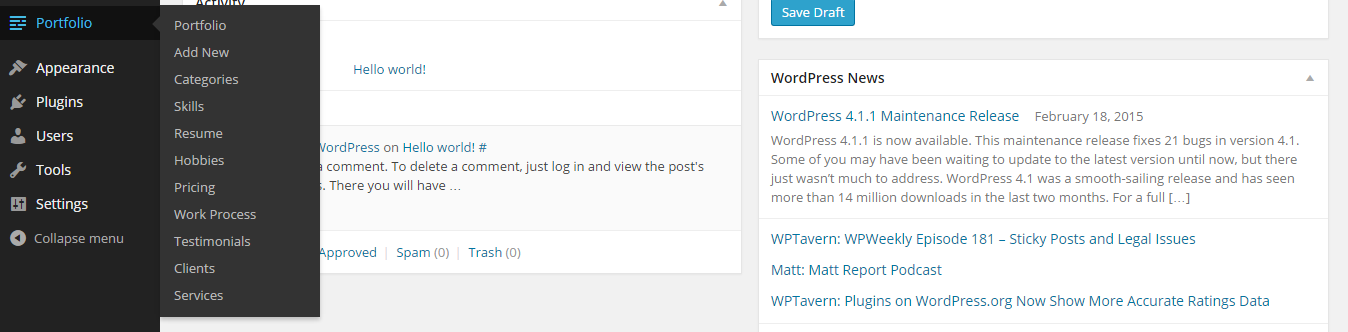 Portfolio
Appearance
Plugins
Users
Tools
Settings
Collapse menu
Portfolio
Add New
Categories
Skills
Resume
Hobbies
Pricing
Work Process
Testimonials
Clients
Services
Activity
Hello world!
WordPress on Hello world! #
a comment. To delete a comment, just log in and view the post's
s. There you will have …
Approved | Spam (0) | Trash (0)
Save Draft
WordPress News
WordPress 4.1.1 Maintenance Release February 18, 2015
WordPress 4.1.1 is now available. This maintenance release fixes 21 bugs in version 4.1.
Some of you may have been waiting to update to the latest version until now, but there
just wasn’t much to address. WordPress 4.1 was a smooth-sailing release and has seen
more than 14 million downloads in the last two months. For a full […]
WPTavern: WPWeekly Episode 181 – Sticky Posts and Legal Issues
Matt: Matt Report Podcast
WPTavern: Plugins on WordPress.org Now Show More Accurate Ratings Data